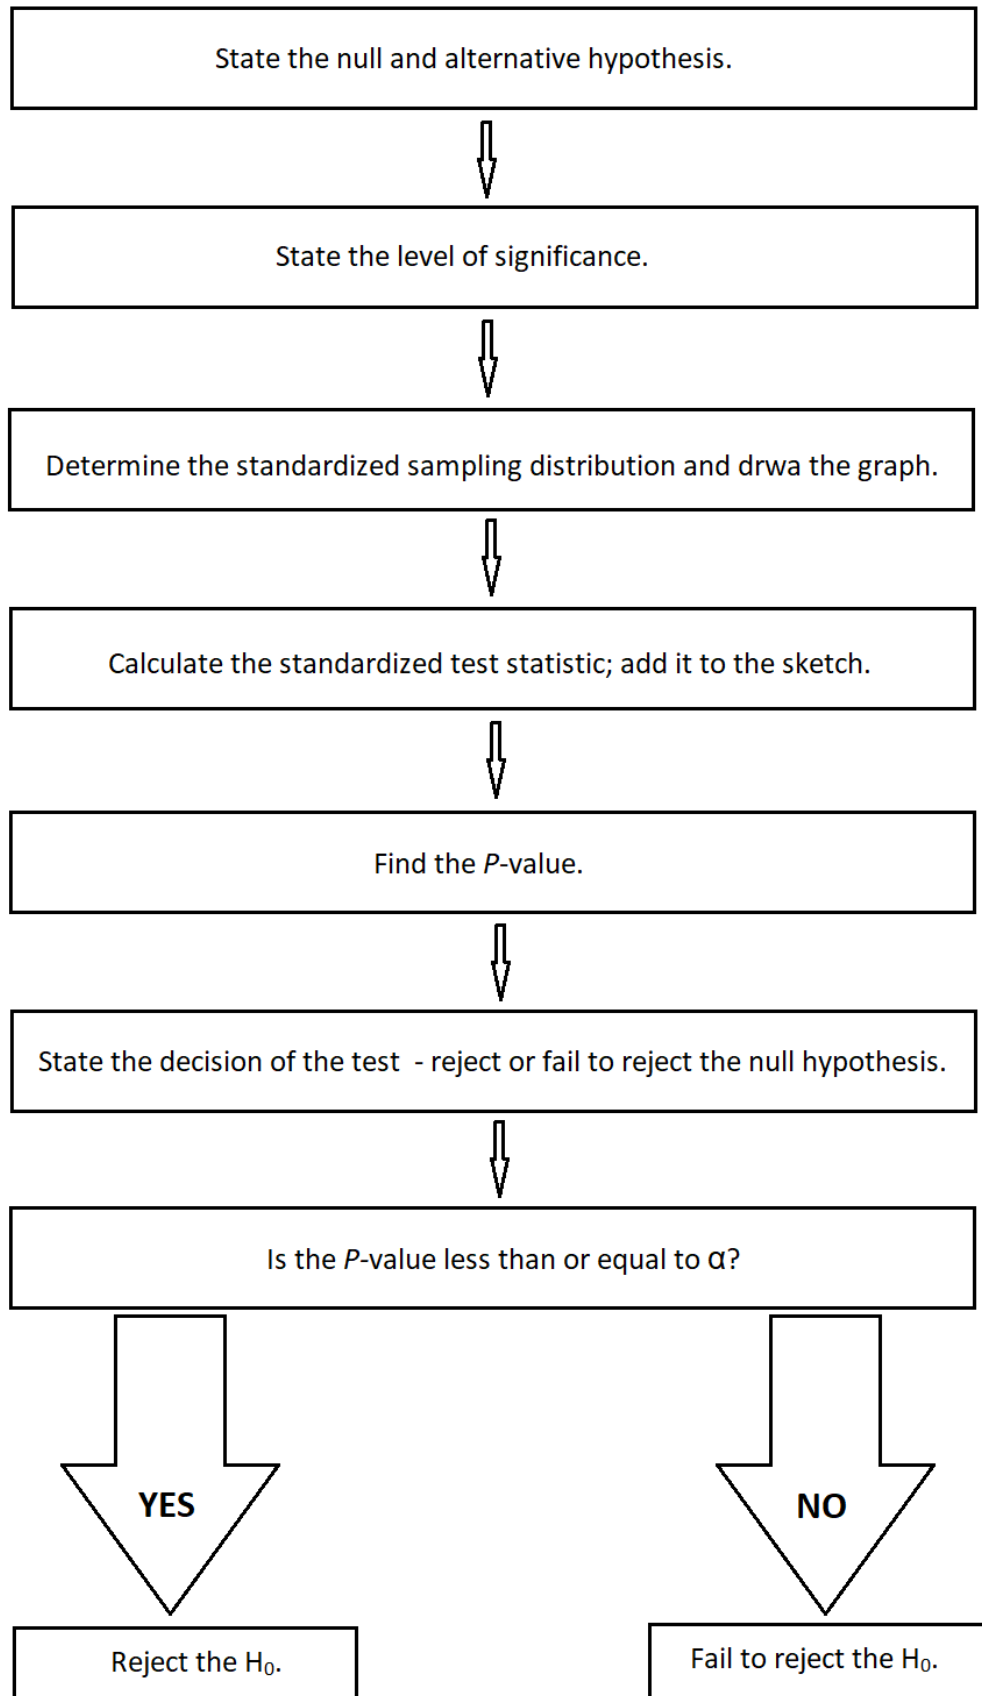 State the null and alternative hypothesis.
State the level of significance.
Determine the standardized sampling distribution and drwa the graph.
Calculate the standardized test statistic; add it to the sketch.
Find the P-value.
State the decision of the test  - reject or fail to reject the null hypothesis.
Is the P-value less than or equal to α?
YES
NO
Reject the H₀.
Fail to reject the H₀.